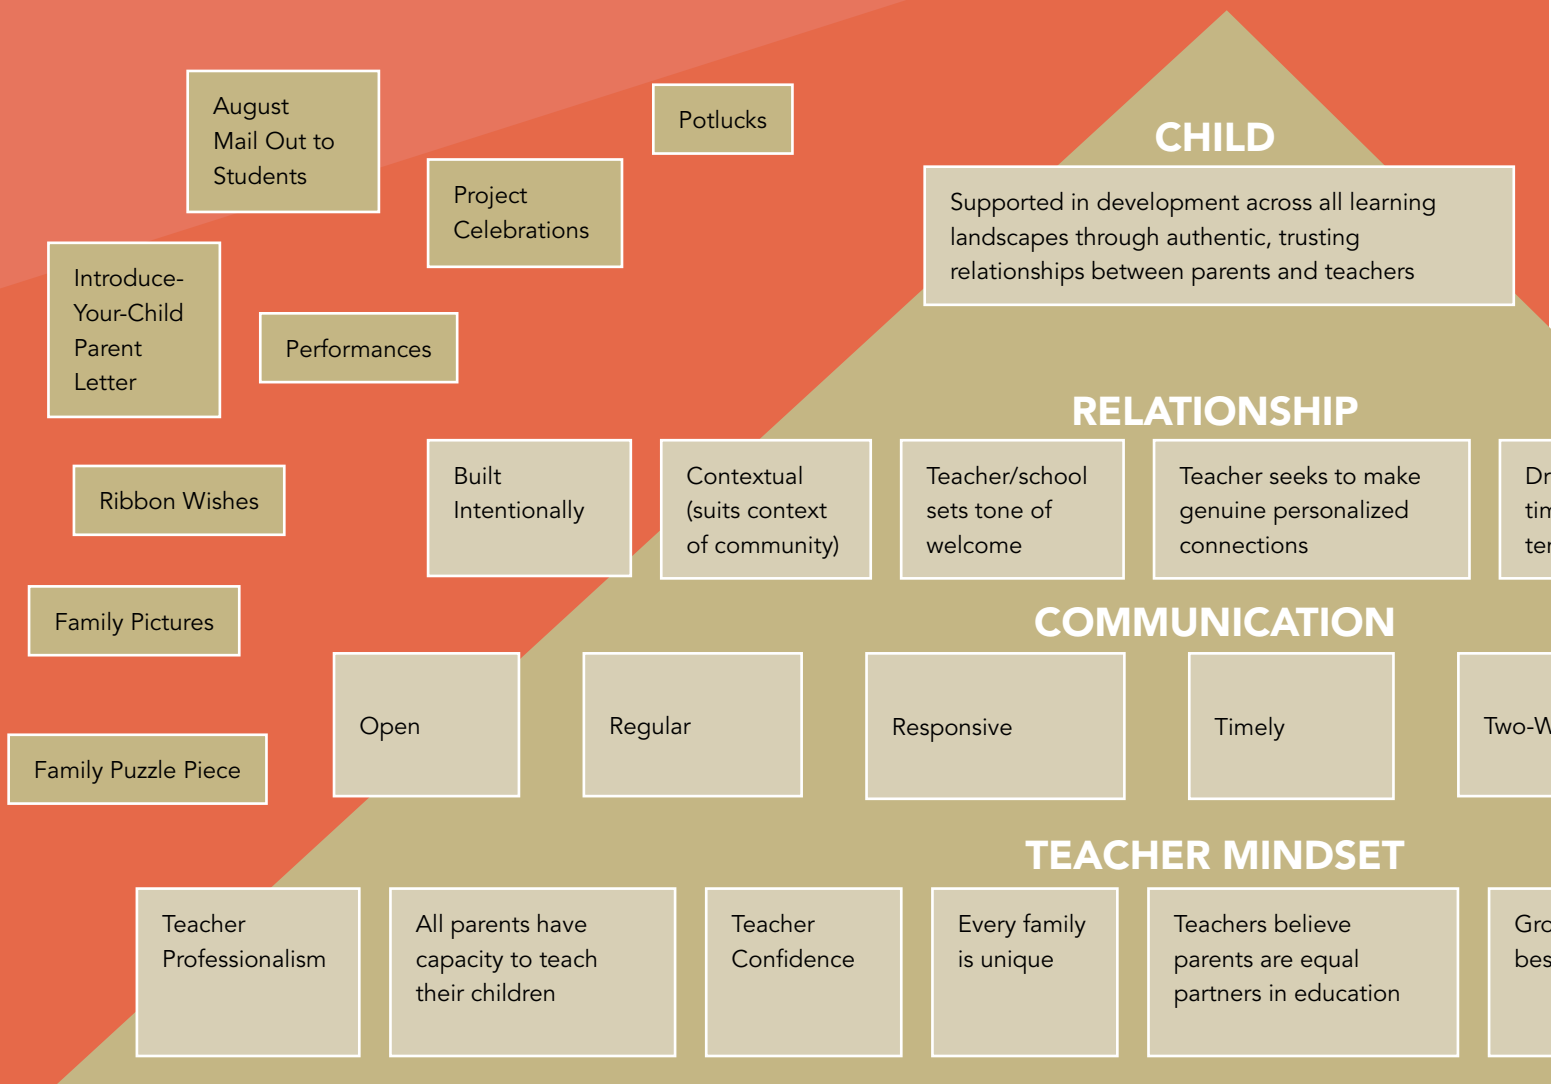 August
Mail Out to
Students
Potlucks
Project
Celebrations
Introduce-
Your-Child
Parent
Letter
Performances
Ribbon Wishes
Family Pictures
Family Puzzle Piece
CHILD
Supported in development across all learning
landscapes through authentic, trusting
relationships between parents and teachers
RELATIONSHIP
Built
Intentionally
Contextual
(suits context
of community)
Teacher/school
sets tone of
welcome
Teacher seeks to make
genuine personalized
connections
COMMUNICATION
Open
Regular
Responsive
Timely
TEACHER MINDSET
Teacher
Professionalism
All parents have
capacity to teach
their children
Teacher
Confidence
Every family
is unique
Teachers believe
parents are equal
partners in education